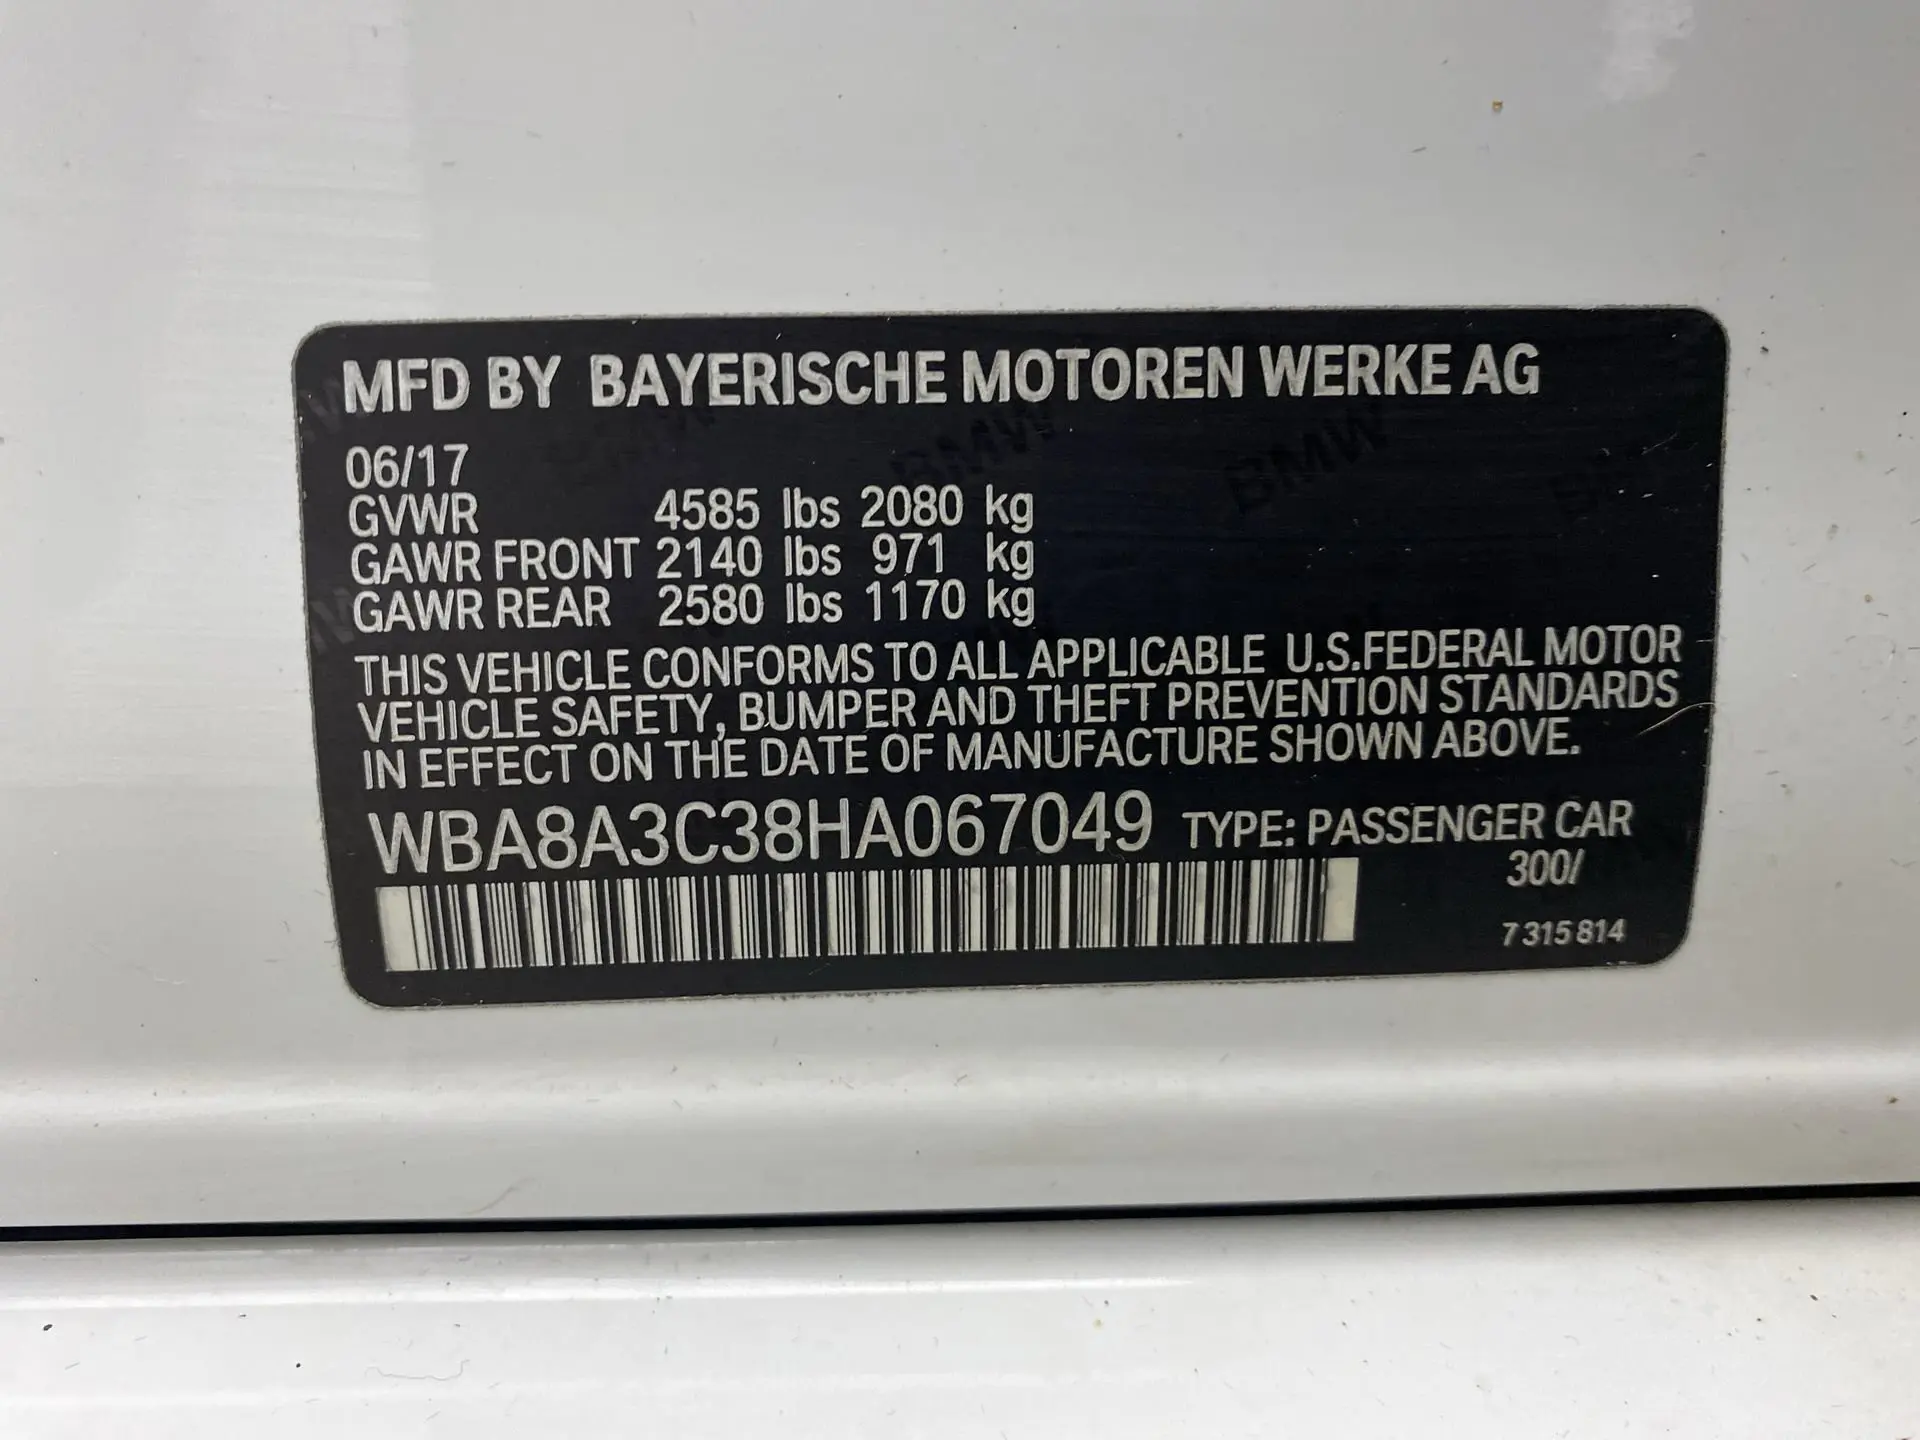 MFD BY BAYERISCHE MOTOREN WERKE AG
06/17
GVWR 4585 lbs 2080 kg
GAWR FRONT 2140 lbs 971 kg
GAWR REAR 2580 lbs 1170 kg
THIS VEHICLE CONFORMS TO ALL APPLICABLE U.S.FEDERAL MOTOR
VEHICLE SAFETY, BUMPER AND THEFT PREVENTION STANDARDS
IN EFFECT ON THE DATE OF MANUFACTURE SHOWN ABOVE.
WBA8A3C38HA067049 TYPE: PASSENGER CAR
300/
7 315 814
BMW BMW